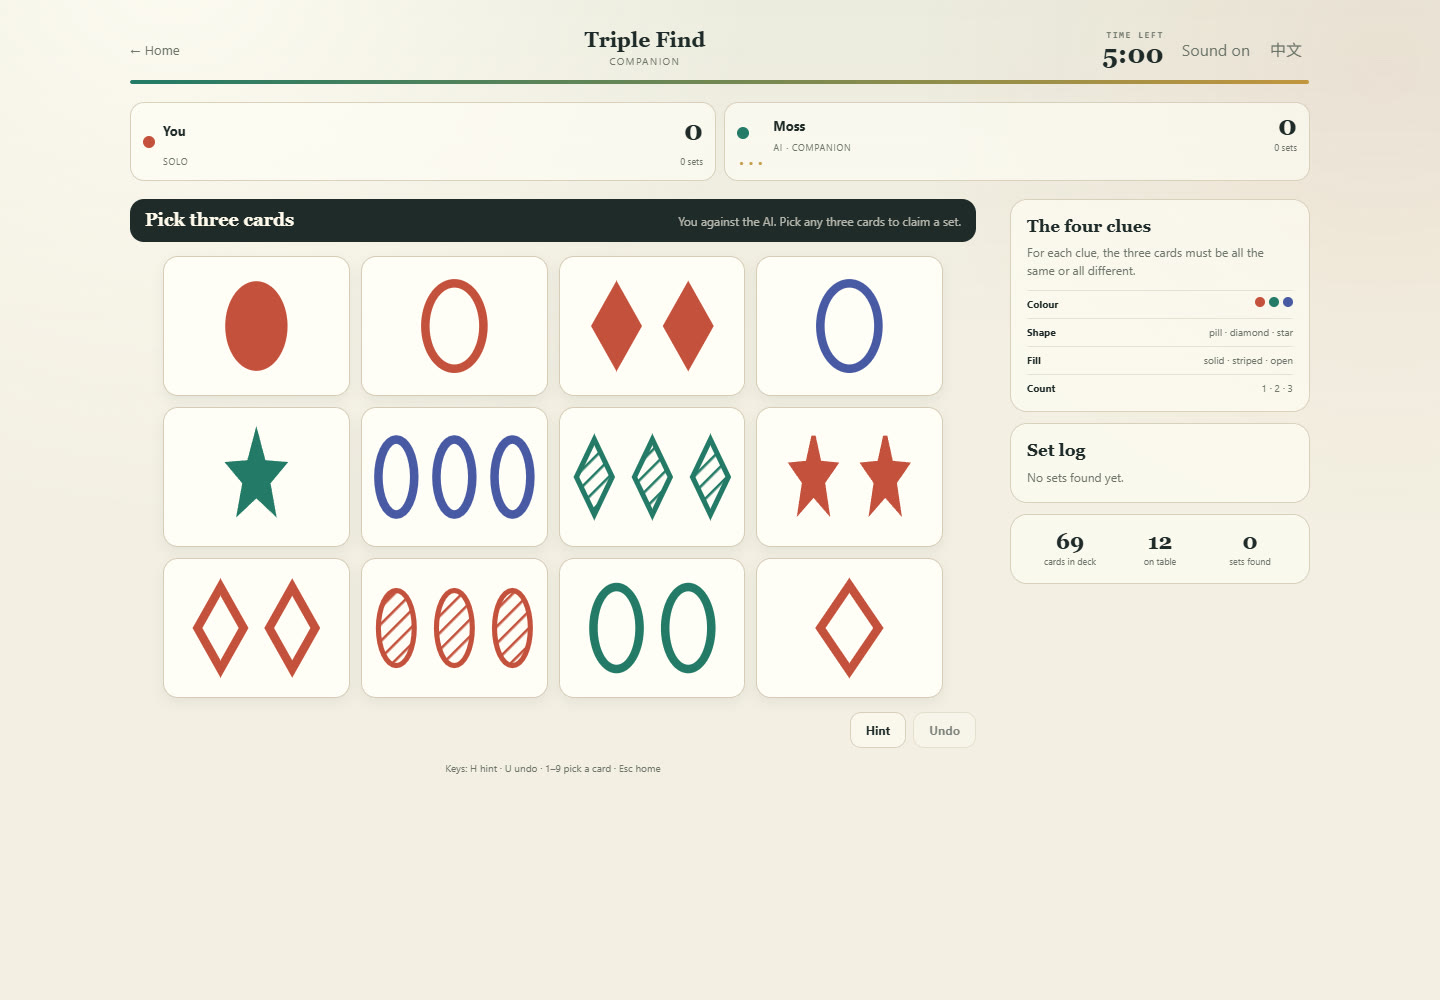 ← Home
Triple Find
COMPANION
TIME LEFT
5:00
Sound on
中文
You
0
SOLO
0 sets
Moss
0
AI · COMPANION
0 sets
Pick three cards
You against the AI. Pick any three cards to claim a set.
The four clues
For each clue, the three cards must be all the
same or all different.
Colour
Shape
pill · diamond · star
Fill
solid · striped · open
Count
1 · 2 · 3
Set log
No sets found yet.
69
cards in deck
12
on table
0
sets found
Hint
Undo
Keys: H hint · U undo · 1–9 pick a card · Esc home